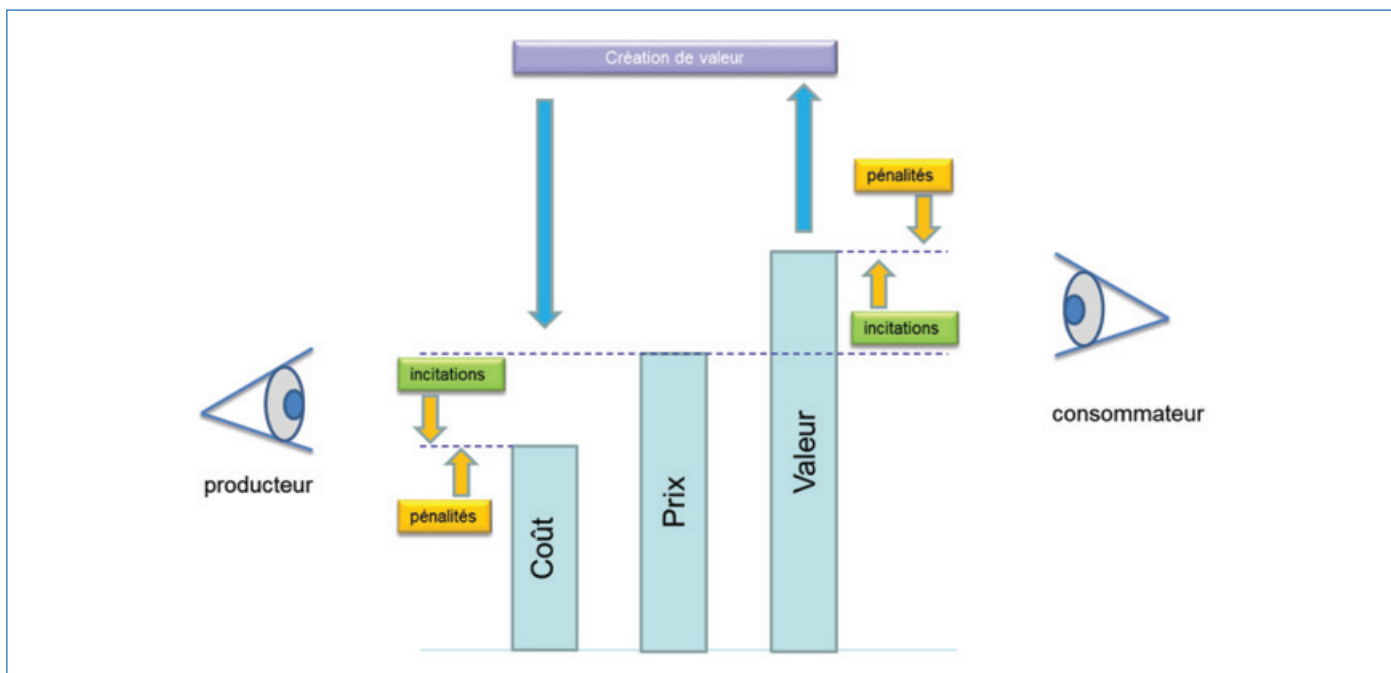 Création de valeur
pénalités
incitations
incitations
pénalités
producteur
consommateur
Coût
Prix
Valeur